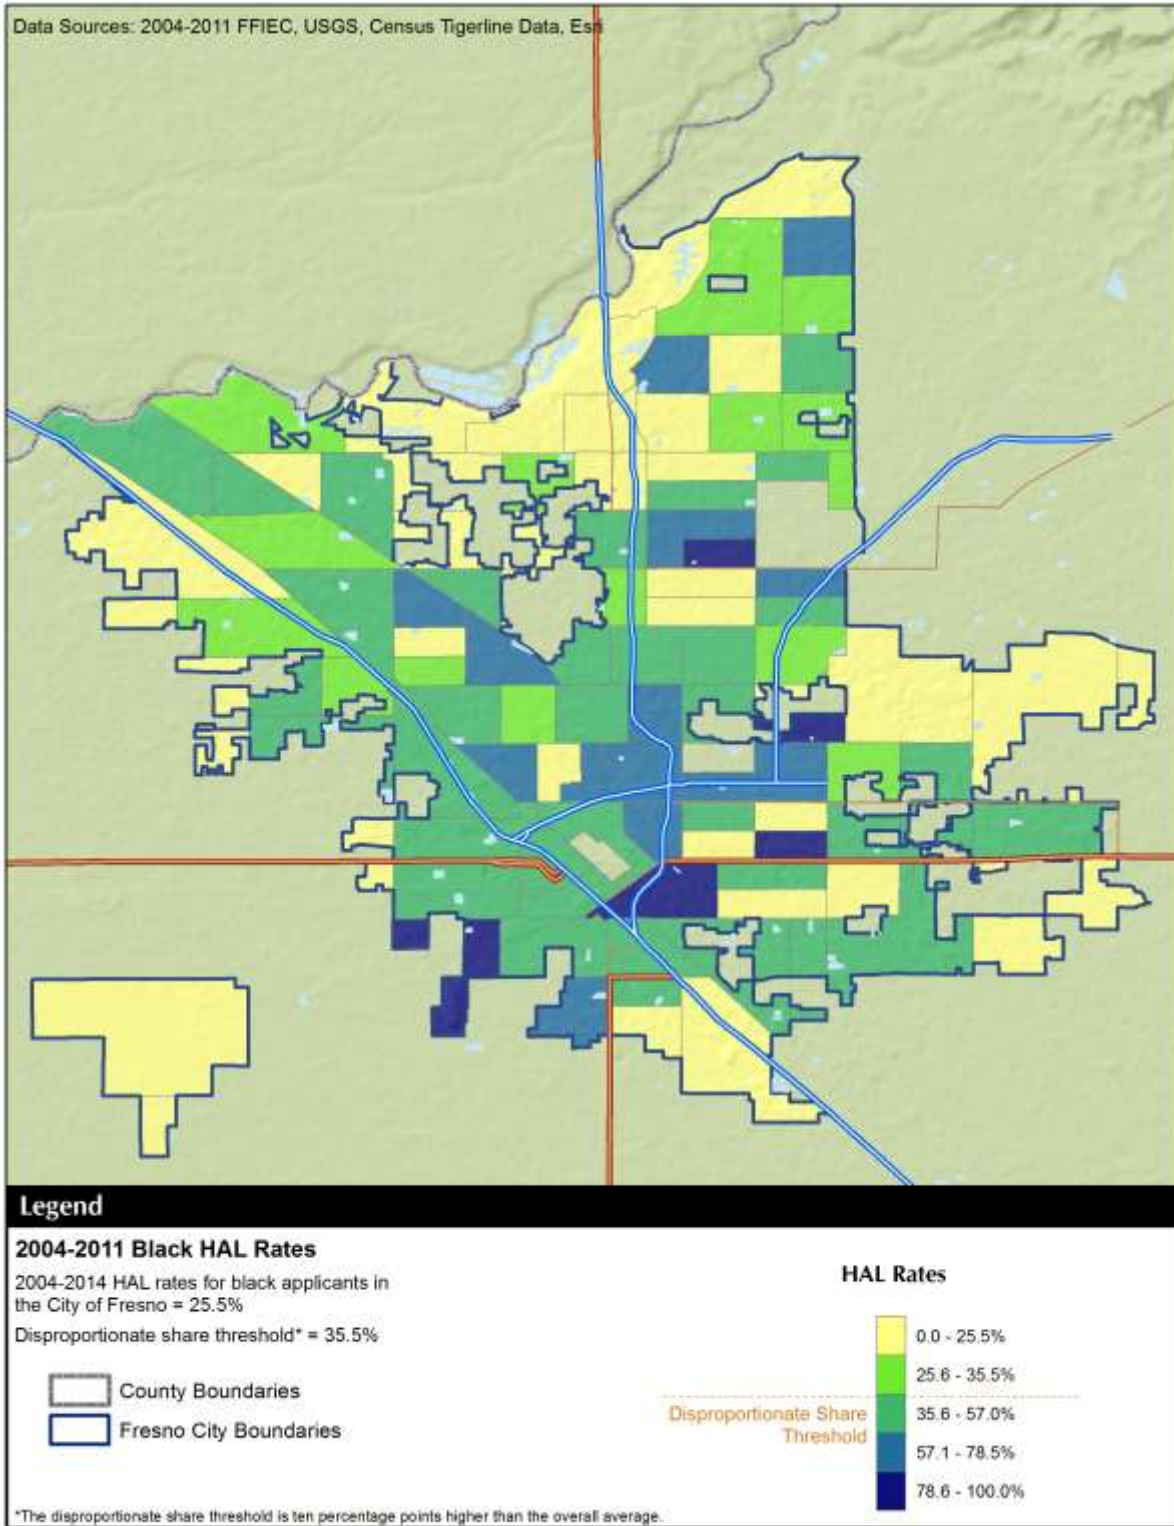 Data Sources: 2004-2011 FFIEC, USGS, Census Tigerline Data, Esri
Legend
2004-2011 Black HAL Rates
2004-2014 HAL rates for black applicants in
the City of Fresno = 25.5%
Disproportionate share threshold* = 35.5%
County Boundaries
Fresno City Boundaries
HAL Rates
0.0 - 25.5%
25.6 - 35.5%
Disproportionate Share
Threshold
35.6 - 57.0%
57.1 - 78.5%
78.6 - 100.0%
*The disproportionate share threshold is ten percentage points higher than the overall average.